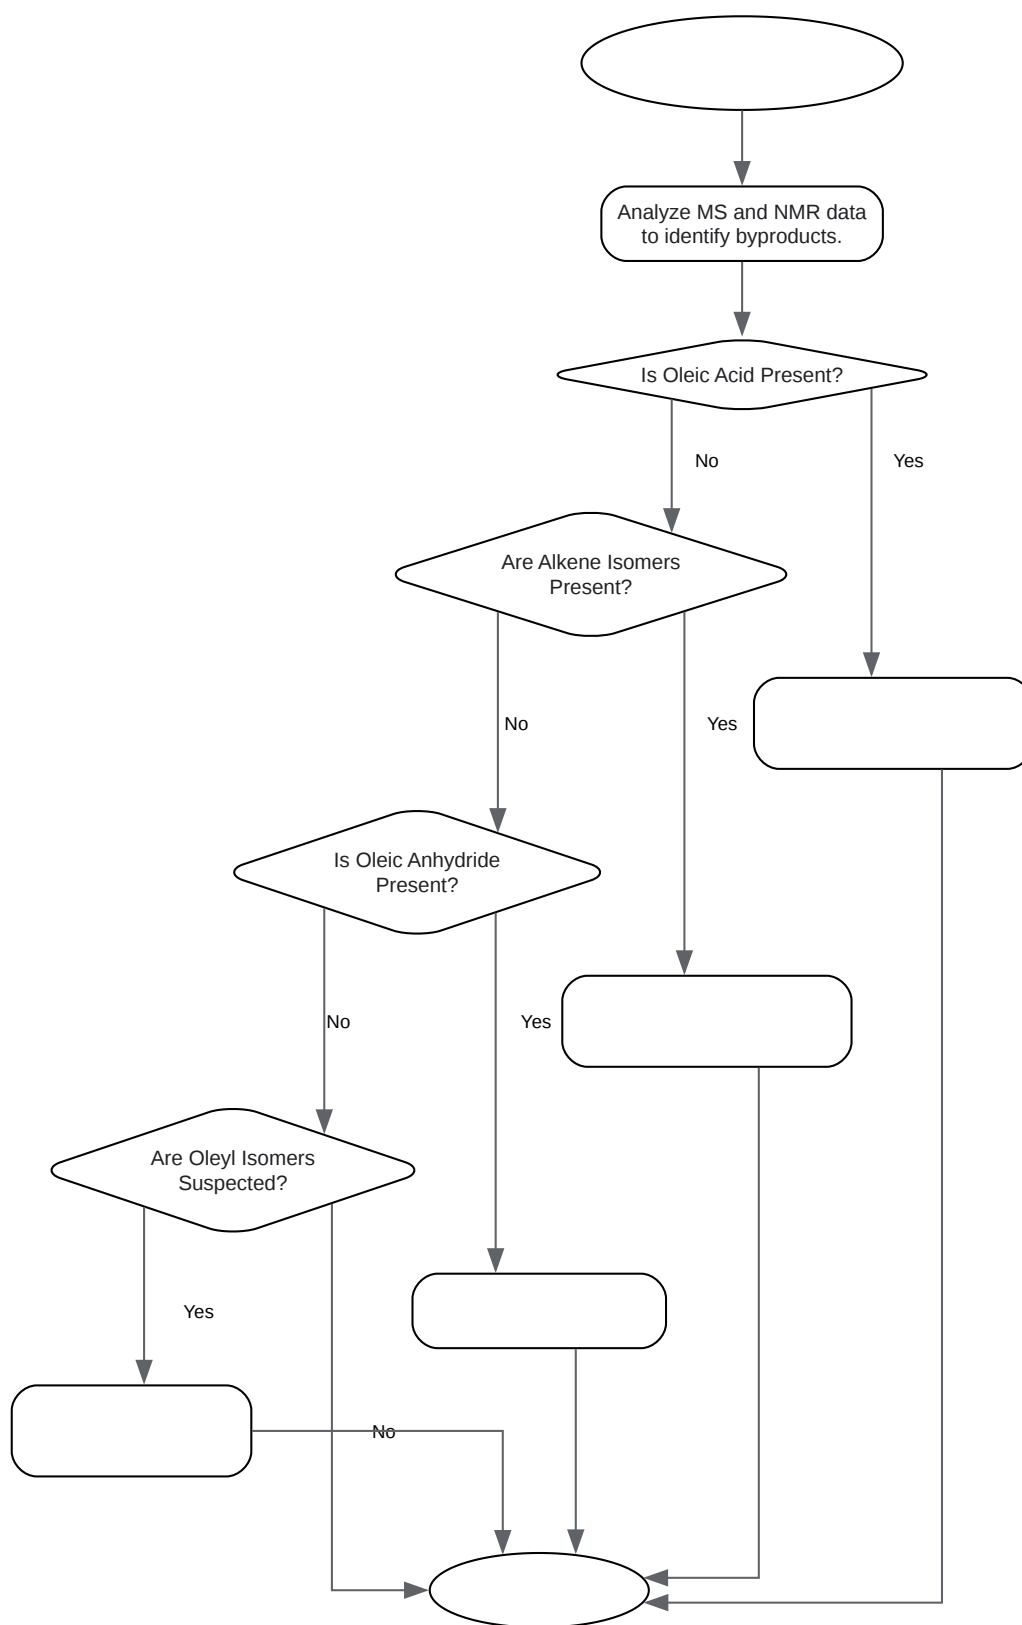 Analyze MS and NMR data
to identify byproducts.
Is Oleic Acid Present?
No
Yes
Are Alkene Isomers
Present?
No
Yes
Is Oleic Anhydride
Present?
No
Yes
Are Oleyl Isomers
Suspected?
Yes
No